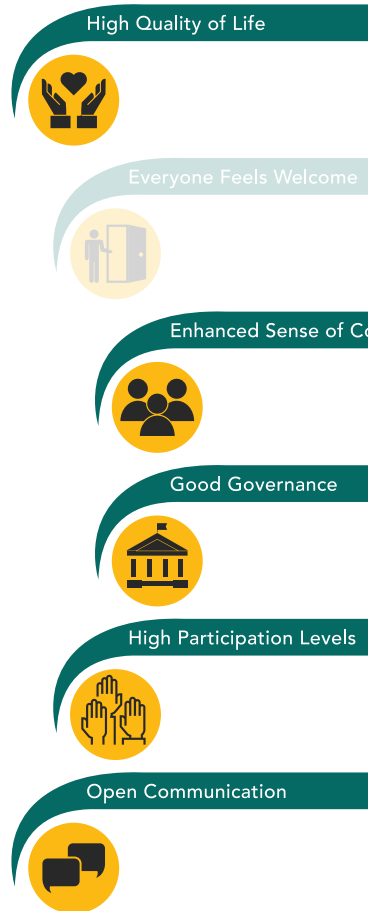 High Quality of Life
Everyone Feels Welcome
Enhanced Sense of
Good Governance
High Participation Levels
Open Communication